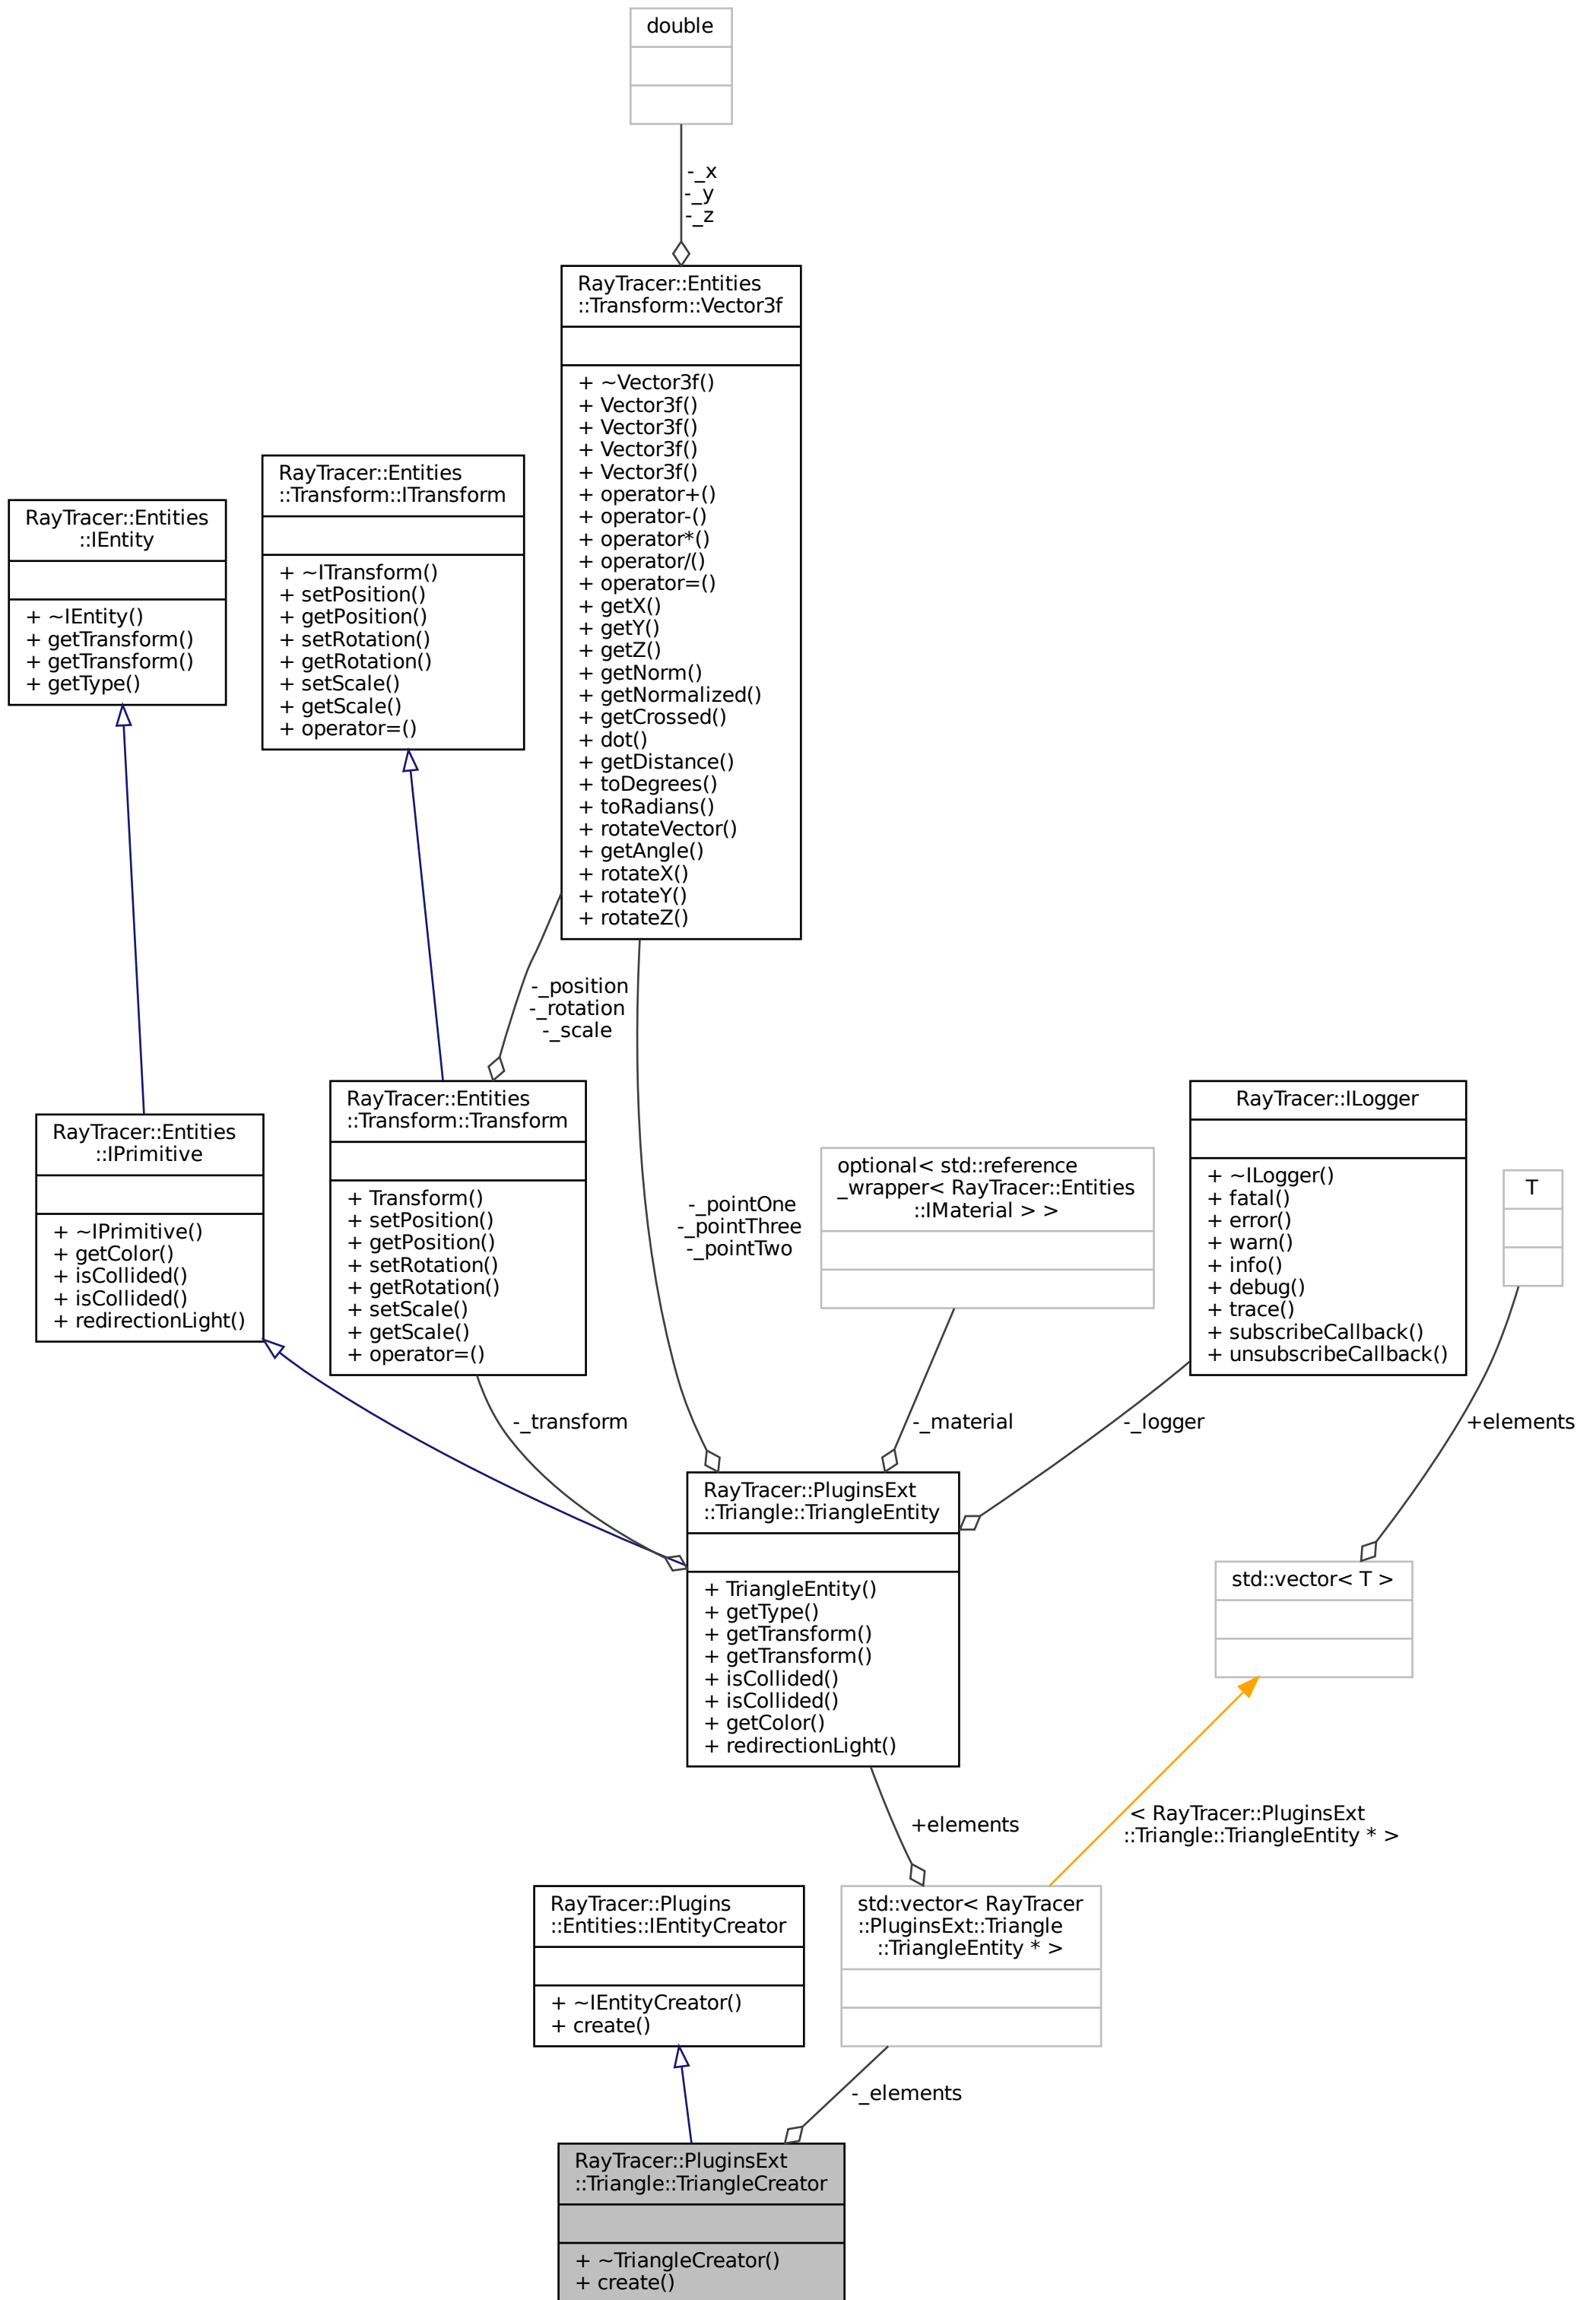 double
-_x
-_y
-_z
RayTracer::Entities
::Transform::Vector3f
+ ~Vector3f()
+ Vector3f()
+ Vector3f()
+ Vector3f()
+ Vector3f()
+ operator+()
+ operator-()
+ operator*()
+ operator/()
+ operator=()
+ getX()
+ getY()
+ getZ()
+ getNorm()
+ getNormalized()
+ getCrossed()
+ dot()
+ getDistance()
+ toDegrees()
+ toRadians()
+ rotateVector()
+ getAngle()
+ rotateX()
+ rotateY()
+ rotateZ()
RayTracer::Entities
::Transform::ITransform
+ ~ITransform()
+ setPosition()
+ getPosition()
+ setRotation()
+ getRotation()
+ setScale()
+ getScale()
+ operator=()
RayTracer::Entities
::IEntity
+ ~IEntity()
+ getTransform()
+ getTransform()
+ getType()
-_position
-_rotation
-_scale
RayTracer::Entities
::IPrimitive
+ ~IPrimitive()
+ getColor()
+ isCollided()
+ isCollided()
+ redirectionLight()
RayTracer::Entities
::Transform::Transform
+ Transform()
+ setPosition()
+ getPosition()
+ setRotation()
+ getRotation()
+ setScale()
+ getScale()
+ operator=()
-_pointOne
-_pointThree
-_pointTwo
optional< std::reference
_wrapper< RayTracer::Entities
::IMaterial > >
RayTracer::ILogger
+ ~ILogger()
+ fatal()
+ error()
+ warn()
+ info()
+ debug()
+ trace()
+ subscribeCallback()
+ unsubscribeCallback()
T
-_transform
-_material
-_logger
+elements
RayTracer::PluginsExt
::Triangle::TriangleEntity
+ TriangleEntity()
+ getType()
+ getTransform()
+ getTransform()
+ isCollided()
+ isCollided()
+ getColor()
+ redirectionLight()
std::vector< T >
+elements
< RayTracer::PluginsExt
::Triangle::TriangleEntity * >
RayTracer::Plugins
::Entities::IEntityCreator
+ ~IEntityCreator()
+ create()
std::vector< RayTracer
::PluginsExt::Triangle
::TriangleEntity * >
-_elements
RayTracer::PluginsExt
::Triangle::TriangleCreator
+ ~TriangleCreator()
+ create()